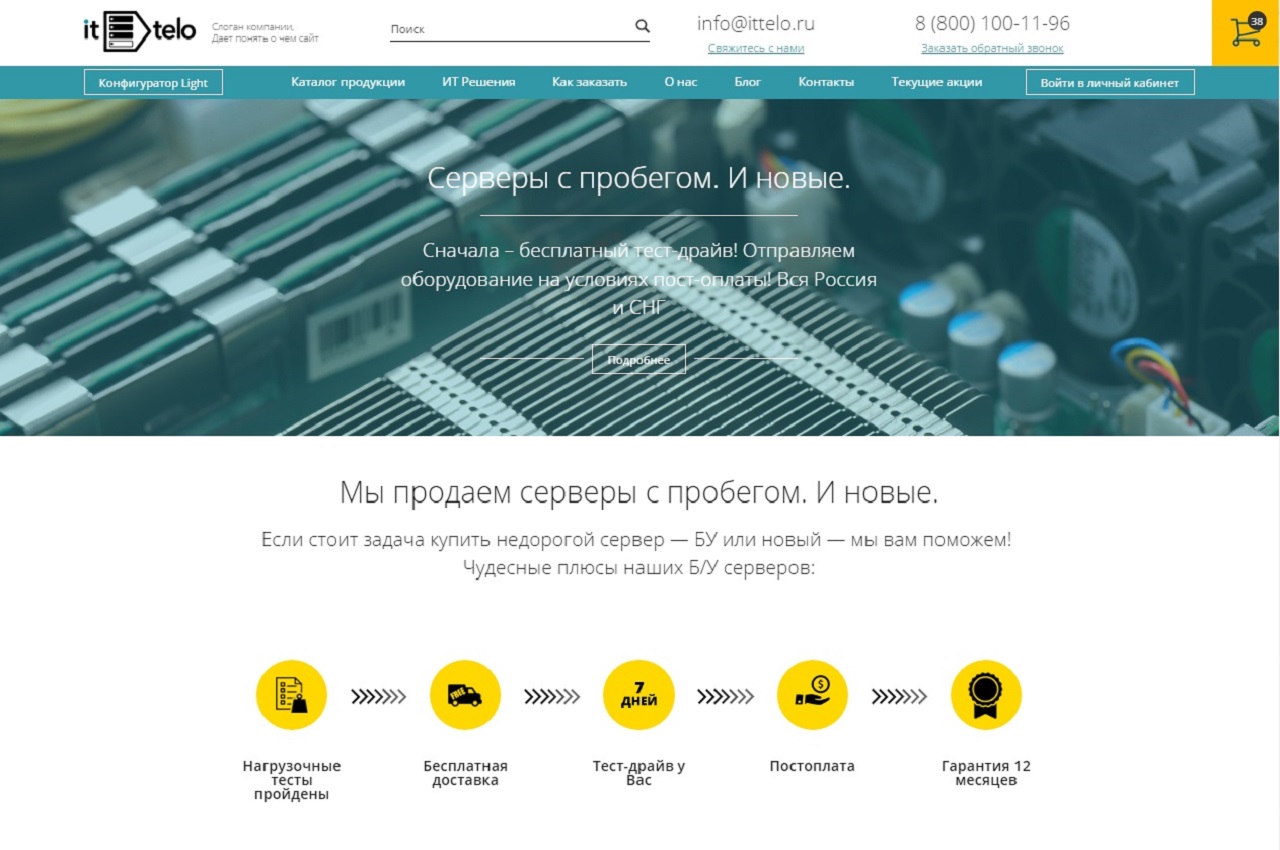 it telo
Слоган компании,
Дает понять о чем сайт
Поиск
info@ittelo.ru
Свяжитесь с нами
8 (800) 100-11-96
Заказать обратный звонок
38
Конфигуратор Light
Каталог продукции
ИТ Решения
Как заказать
О нас
Блог
Контакты
Текущие акции
Войти в личный кабинет
Серверы с пробегом. И новые.
Сначала – бесплатный тест-драйв! Отправляем
оборудование на условиях пост-оплаты! Вся Россия
и СНГ
Подробнее
Мы продаем серверы с пробегом. И новые.
Если стоит задача купить недорогой сервер — БУ или новый — мы вам поможем!
Чудесные плюсы наших Б/У серверов:
FREE
7
ДНЕЙ
$
Нагрузочные
тесты
пройдены
Бесплатная
доставка
Тест-драйв у
Вас
Постоплата
Гарантия 12
месяцев